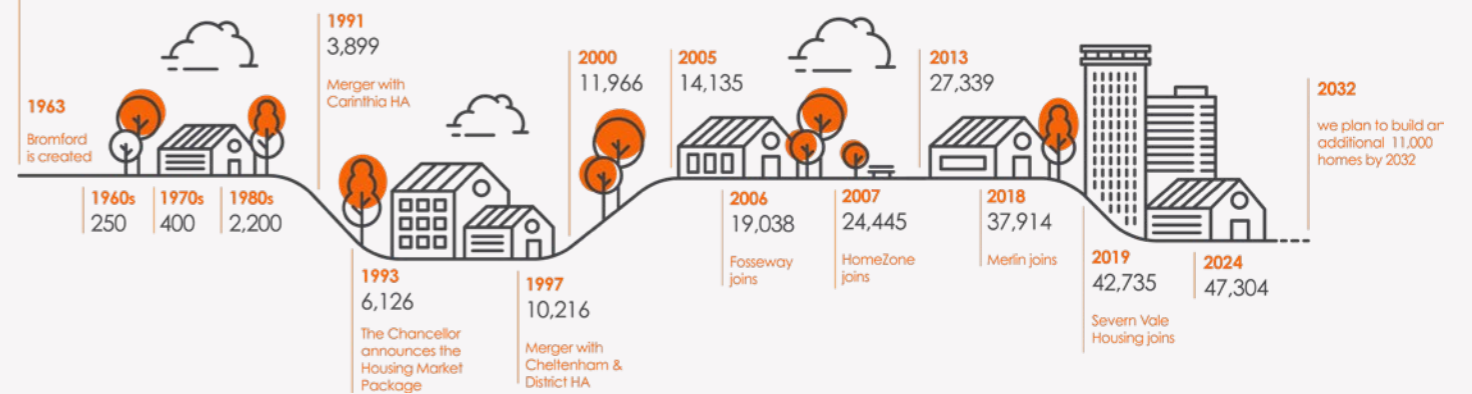 1963
Bromford
is created
1960s
250
1970s
400
1980s
2,200
1991
3,899
Merger with
Carinthia HA
1993
6,126
The Chancellor
announces the
Housing Market
Package
1997
10,216
Merger with
Cheltenham &
District HA
2000
11,966
2005
14,135
2006
19,038
Fosseway
joins
2007
24,445
HomeZone
joins
2013
27,339
2018
37,914
Merlin joins
2019
42,735
Severn Vale
Housing joins
2024
47,304
2032
we plan to build an
additional 11,000
homes by 2032